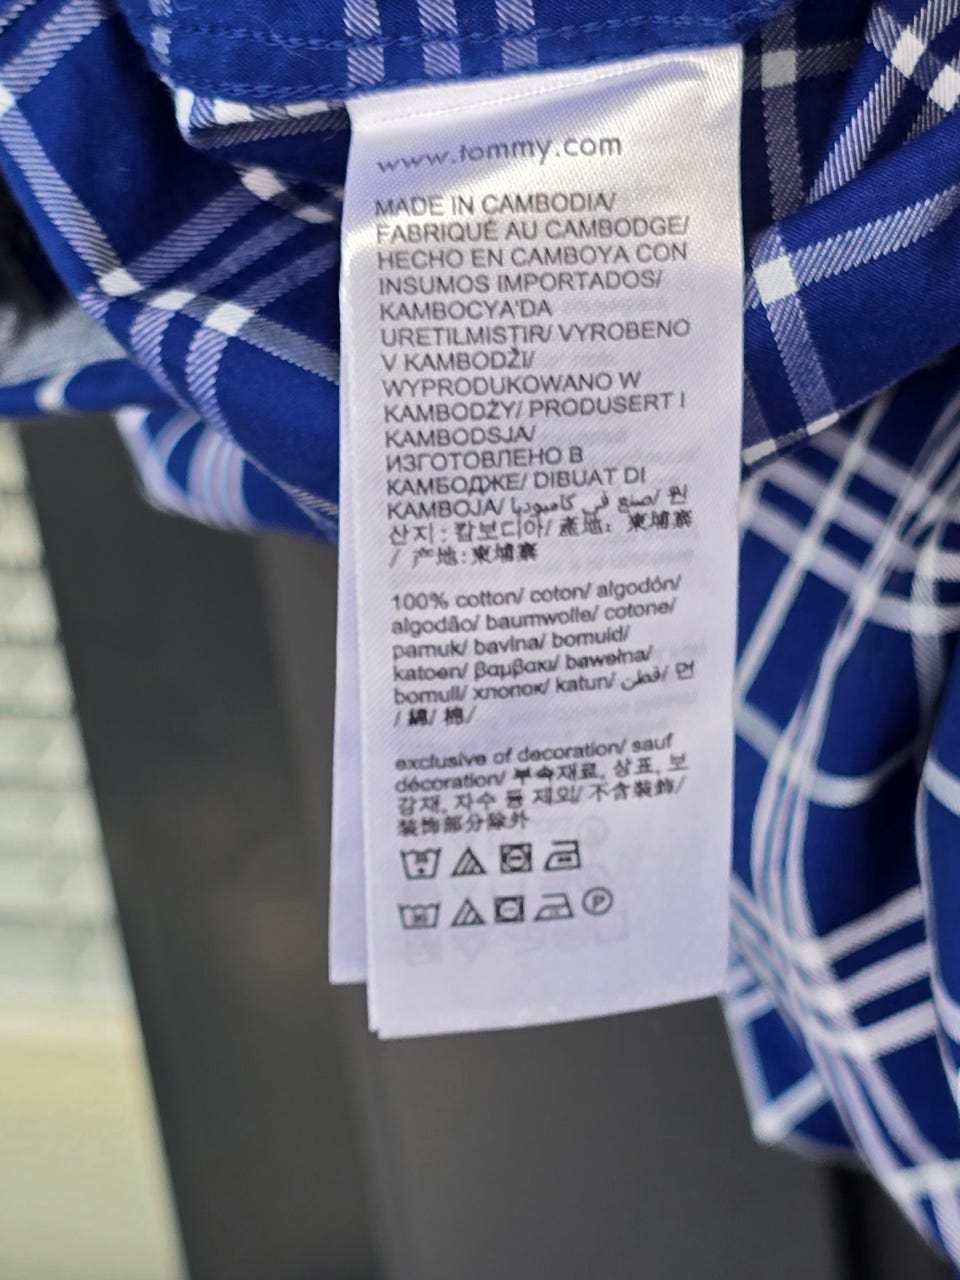 www.tommy.com
MADE IN CAMBODIA/
FABRIQUÉ AU CAMBODGE/
HECHO EN CAMBOYA CON
INSUMOS IMPORTADOS/
KAMBOCYA'DA
URETILMISTIR/ VYROBENO
V KAMBODŽI/
WYPRODUKOWANO W
KAMBODŻY/ PRODUSERT I
KAMBODSJA/
ИЗГОТОВЛЕНО В
КАМБОДЖЕ/ DIBUAT DI
KAMBOJA/ صنع في كامبوديا/ 원
산지 : 캄보디아/ 產地: 柬埔寨
/ 产地: 柬埔寨
100% cotton/ coton/ algodón/
algodão/ baumwolle/ cotone/
pamuk/ bavlna/ bomuld/
katoen/ βαμβακι/ bawełna/
bomull/ хлопок/ katun/ قطن/ 면
/ 綿/ 棉/
exclusive of decoration/ sauf
décoration/ 부속재료, 상표, 보
강재, 자수 등 제외/ 不含裝飾/
装饰部分除外
P